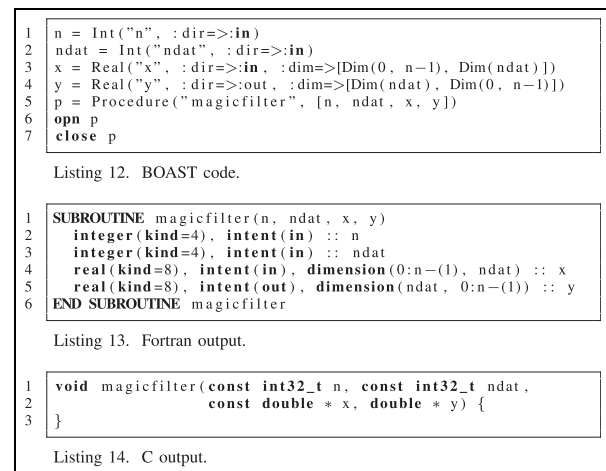 1 n = Int("n", :dir=>:in)
2 ndat = Int("ndat", :dir=>:in)
3 x = Real("x", :dir=>:in, :dim=>[Dim(0, n-1), Dim(ndat)])
4 y = Real("y", :dir=>:out, :dim=>[Dim(ndat), Dim(0, n-1)])
5 p = Procedure("magicfilter", [n, ndat, x, y])
6 opn p
7 close p
Listing 12. BOAST code.
1 SUBROUTINE magicfilter(n, ndat, x, y)
2 integer(kind=4), intent(in) :: n
3 integer(kind=4), intent(in) :: ndat
4 real(kind=8), intent(in), dimension(0:n-(1), ndat) :: x
5 real(kind=8), intent(out), dimension(ndat, 0:n-(1)) :: y
6 END SUBROUTINE magicfilter
Listing 13. Fortran output.
1 void magicfilter(const int32_t n, const int32_t ndat,
2 const double * x, double * y) {
3 }
Listing 14. C output.